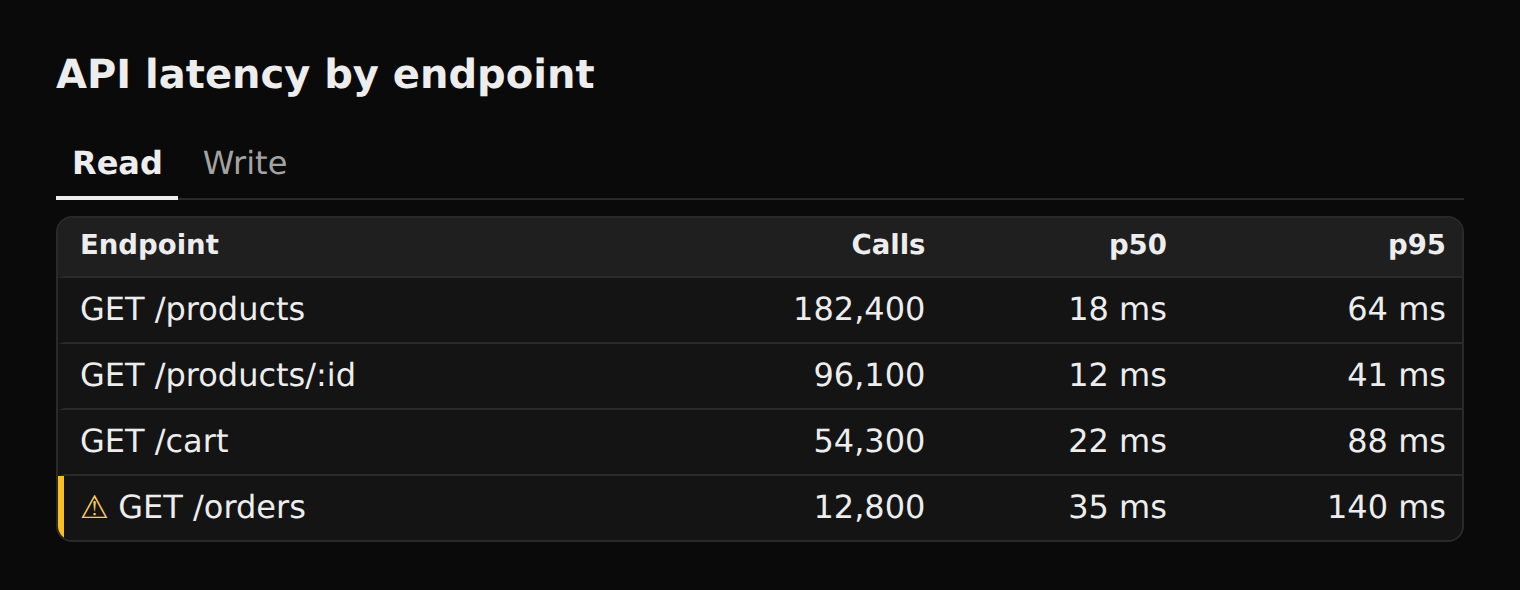 API latency by endpoint
Read Write
Endpoint Calls p50 p95
GET /products 182,400 18 ms 64 ms
GET /products/:id 96,100 12 ms 41 ms
GET /cart 54,300 22 ms 88 ms
⚠ GET /orders 12,800 35 ms 140 ms